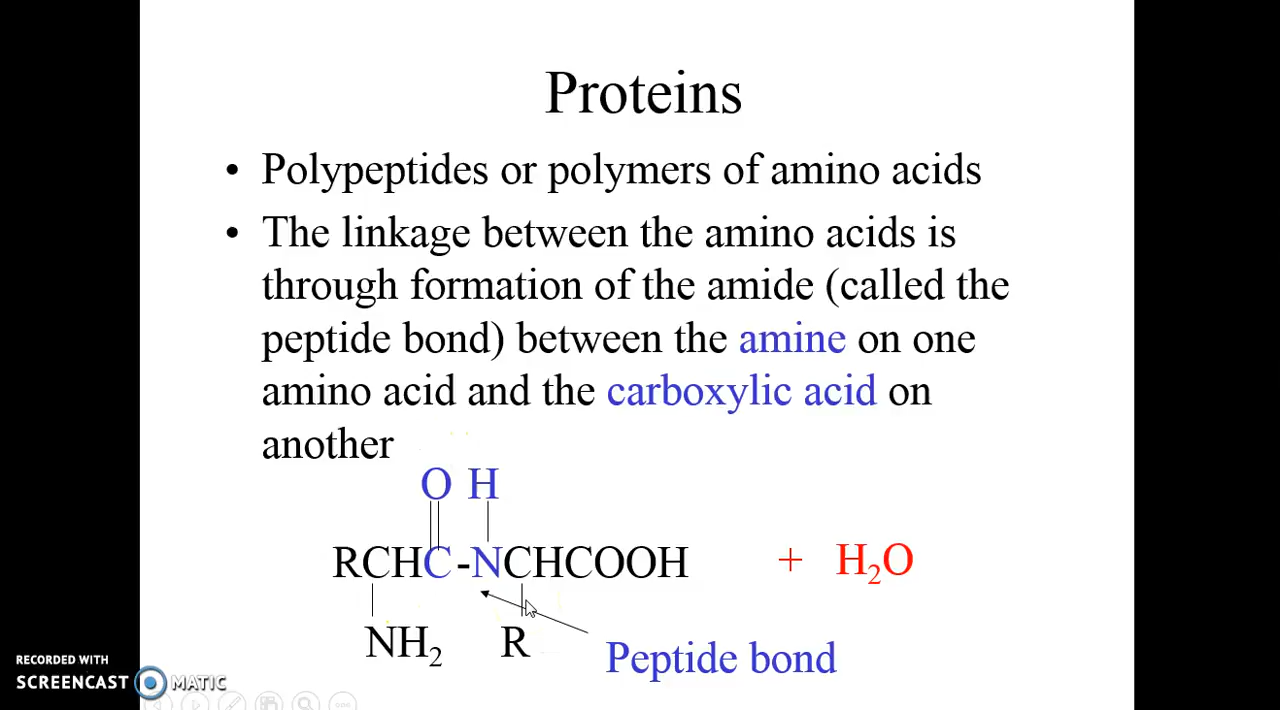 Proteins
• Polypeptides or polymers of amino acids
• The linkage between the amino acids is
through formation of the amide (called the
peptide bond) between the amine on one
amino acid and the carboxylic acid on
another
O H
RCHC-NCHCOOH + H₂O
NH₂ R
Peptide bond
RECORDED WITH
SCREENCAST MATIC